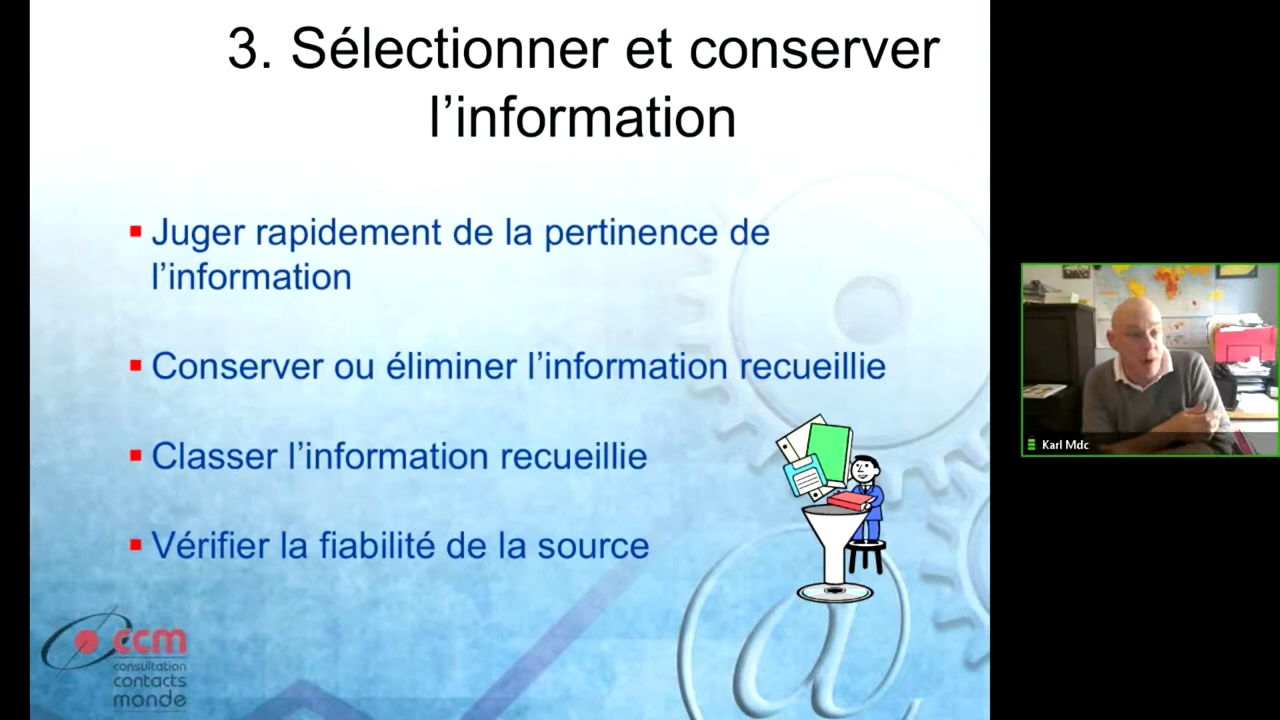 3. Sélectionner et conserver
l’information
Juger rapidement de la pertinence de
l’information
Conserver ou éliminer l’information recueillie
Classer l’information recueillie
Vérifier la fiabilité de la source
ccm
consultation
contacts
monde
Karl Mdc